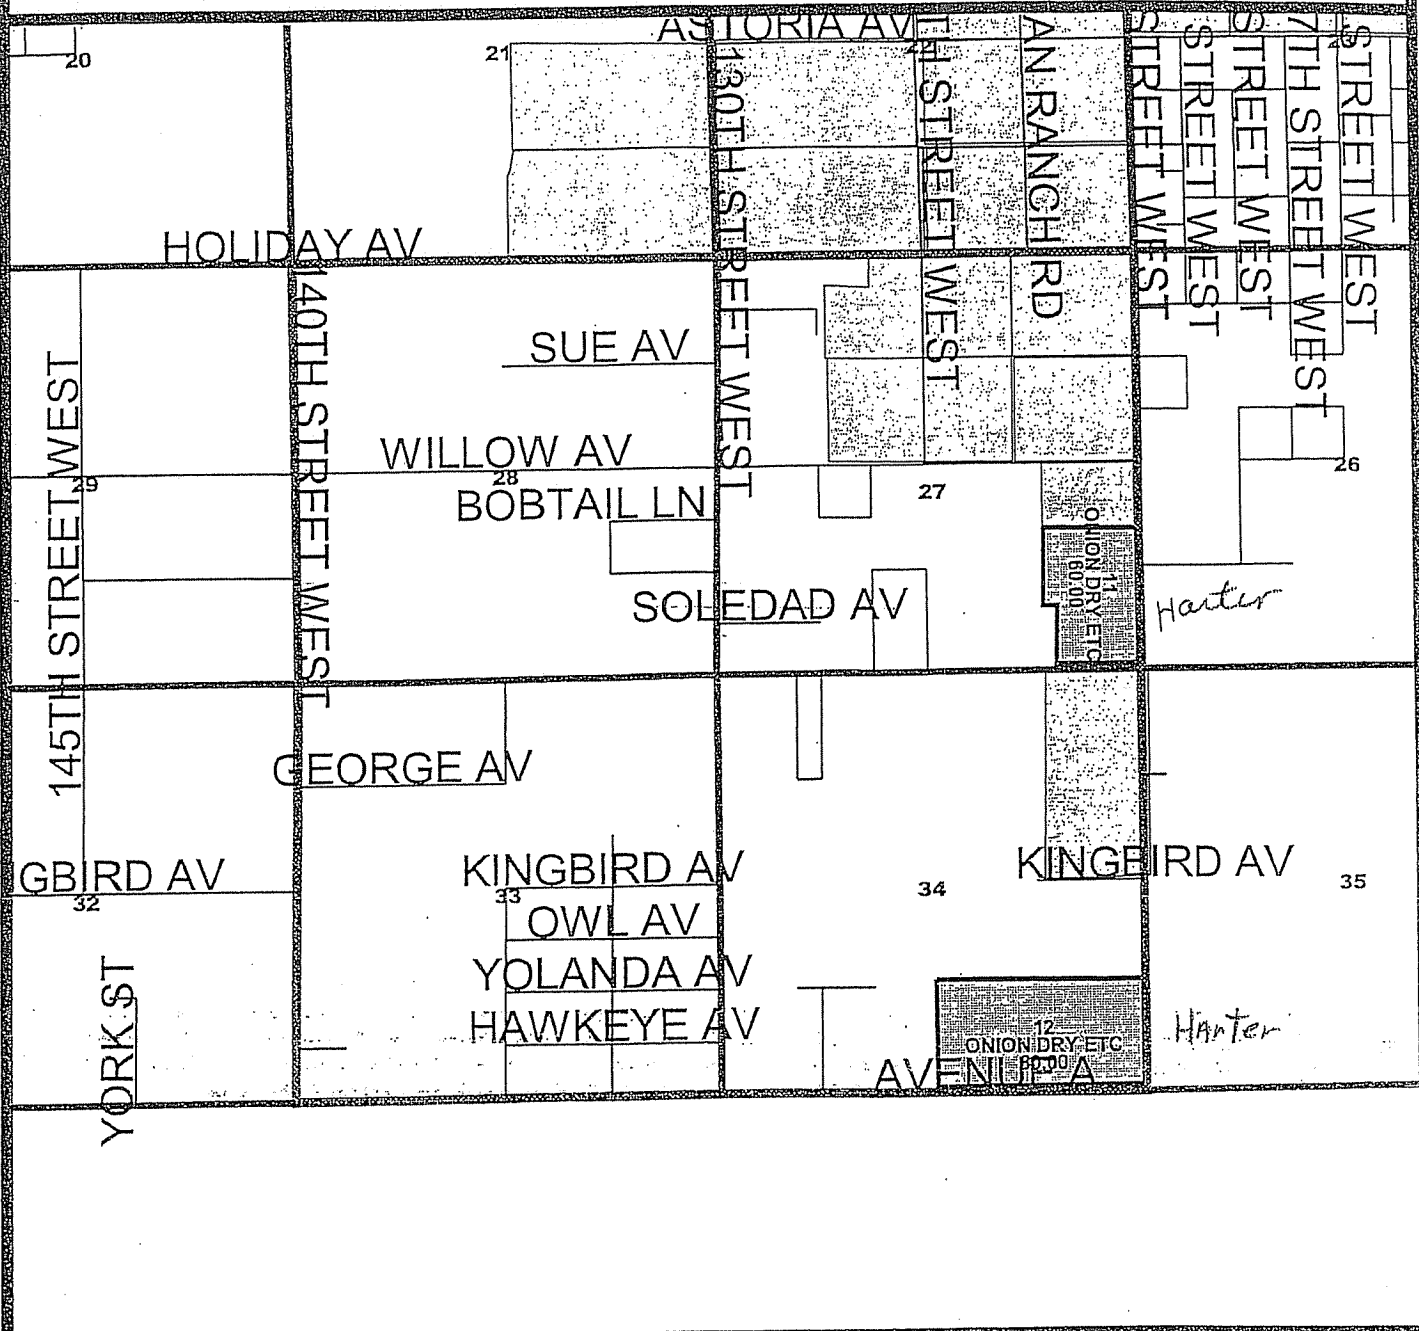 ASTORIA AV
20
21
22
TH STREET WEST
AN RANCH RD
STREET WEST
STREET WEST
STREET WEST
7TH STREET WEST
STREET WEST
130TH STREET WEST
HOLIDAY AV
140TH STREET WEST
145TH STREET WEST
SUE AV
WILLOW AV
29
28
27
26
BOBTAIL LN
11
ONION DRY ETC
60.00
SOLEDAD AV
Harter
GEORGE AV
GBIRD AV
KINGBIRD AV
KINGBIRD AV
32
33
34
35
OWL AV
YOLANDA AV
HAWKEYE AV
YORK ST
12
ONION DRY ETC
AVENUE A
Harter